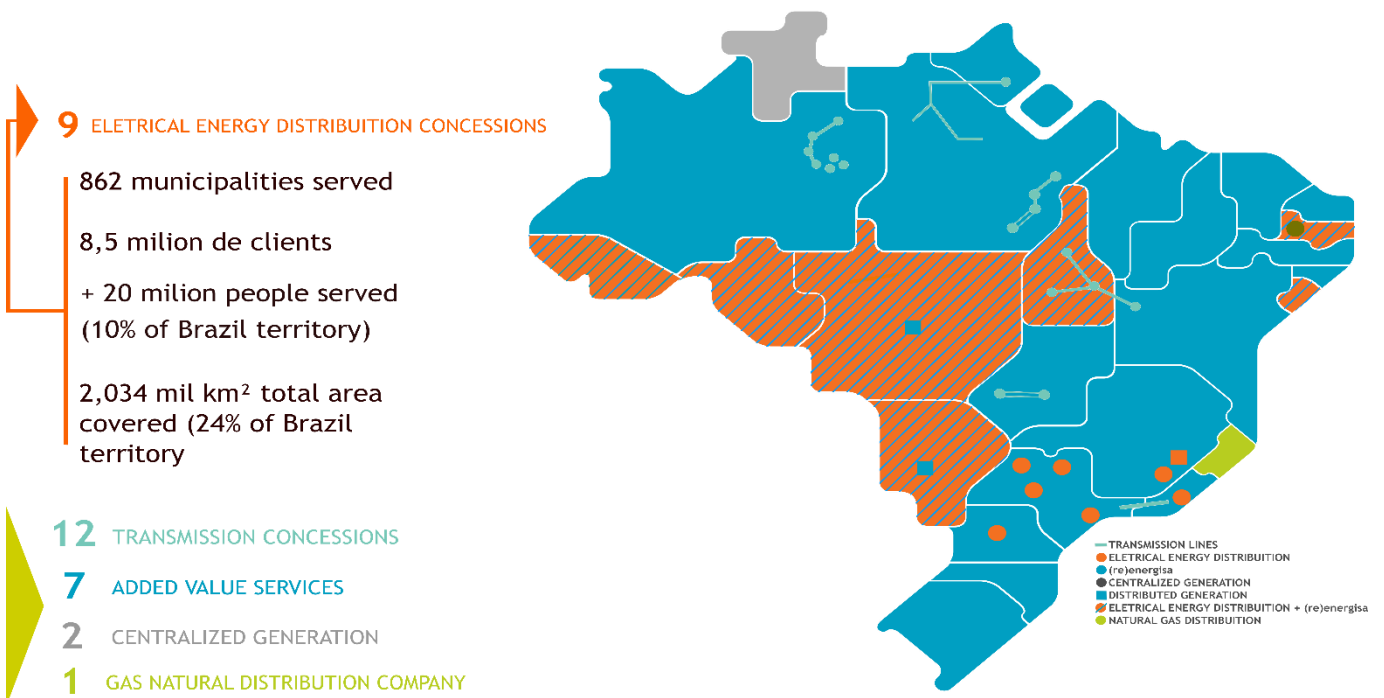 9 ELETRICAL ENERGY DISTRIBUITION CONCESSIONS
862 municipalities served
8,5 milion de clients
+ 20 milion people served
(10% of Brazil territory)
2,034 mil km² total area
covered (24% of Brazil
territory
12 TRANSMISSION CONCESSIONS
7 ADDED VALUE SERVICES
2 CENTRALIZED GENERATION
1 GAS NATURAL DISTRIBUTION COMPANY
TRANSMISSION LINES
ELETRICAL ENERGY DISTRIBUITION
(re)energisa
CENTRALIZED GENERATION
DISTRIBUTED GENERATION
ELETRICAL ENERGY DISTRIBUITION + (re)energisa
NATURAL GAS DISTRIBUTION